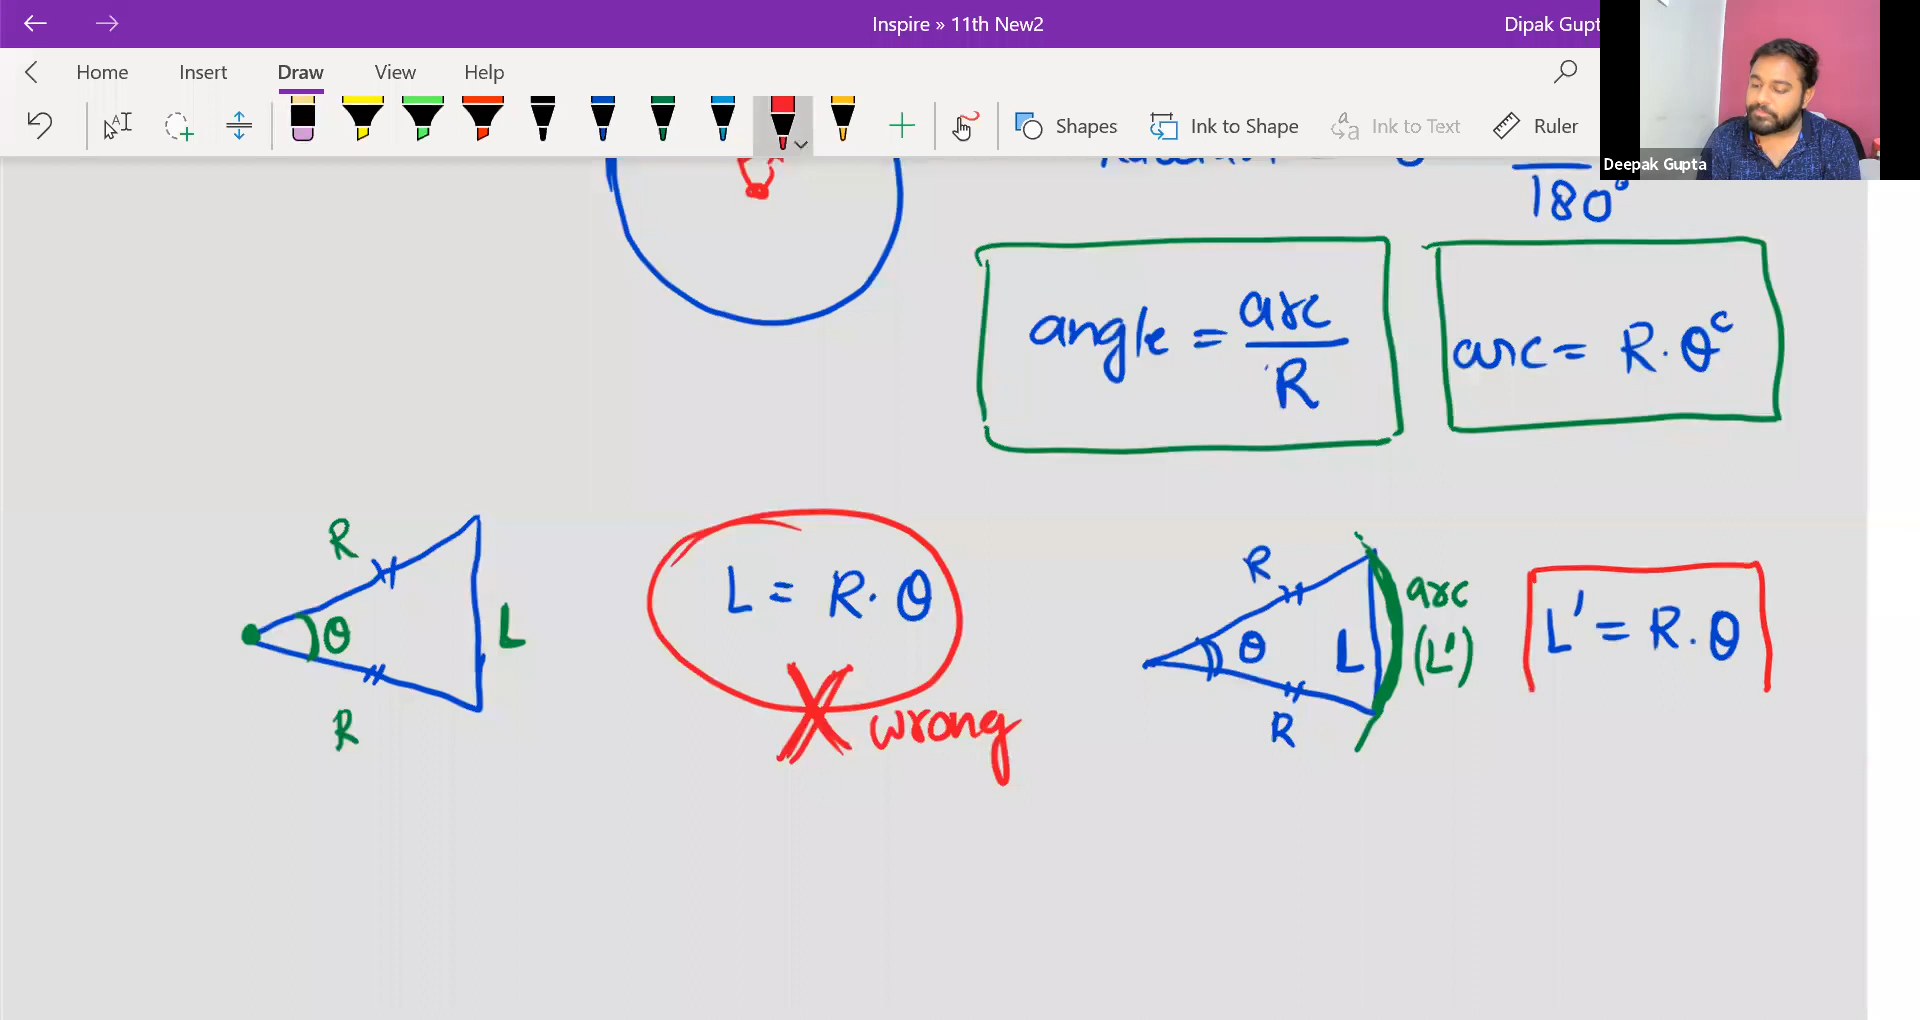 Inspire » 11th New2
Dipak Gupt
Home Insert Draw View Help
Shapes Ink to Shape Ink to Text Ruler
Deepak Gupta
180°
angle = arc / R
arc = R · θᶜ
R
θ
L
R
L = R · θ
wrong
R
θ
L
R
arc
(L')
L' = R · θ